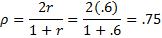 ρ = 2r / 1 + r = 2(.6) / 1 + .6 = .75